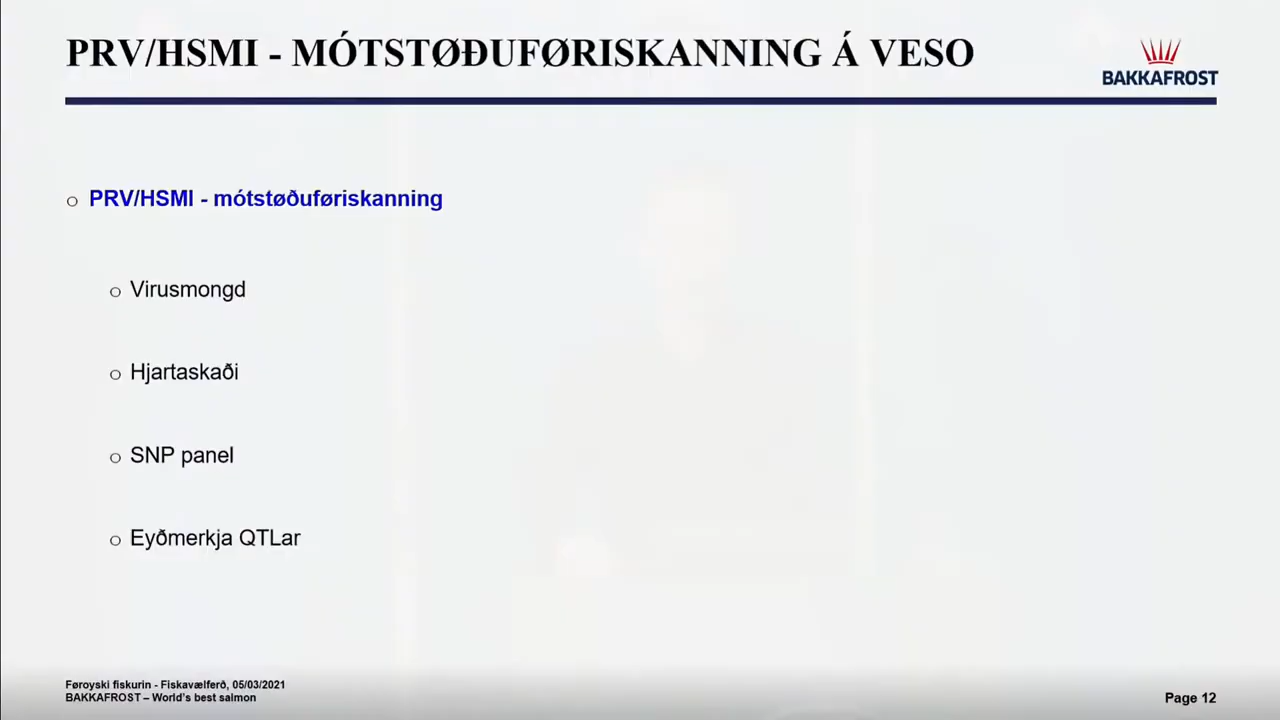 PRV/HSMI - MÓTSTØÐUFØRISKANNING Á VESO
BAKKAFROST
o PRV/HSMI - mótstøðuføriskanning
o Virusmongd
o Hjartaskaði
o SNP panel
o Eyðmerkja QTLar
Føroyski fiskurin - Fiskavælferð, 05/03/2021
BAKKAFROST – World's best salmon
Page 12